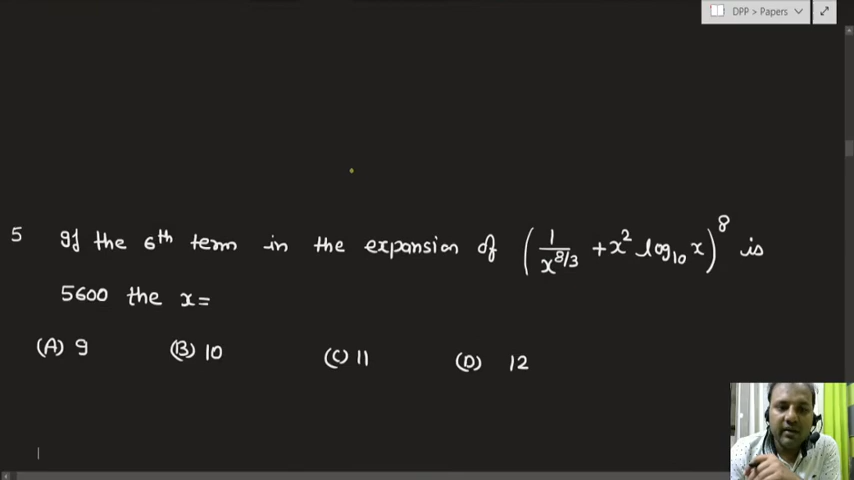 DPP > Papers
5 If the 6th term in the expansion of (1/x^{8/3} + x² log₁₀ x)^8 is
5600 the x=
(A) 9 (B) 10 (C) 11 (D) 12